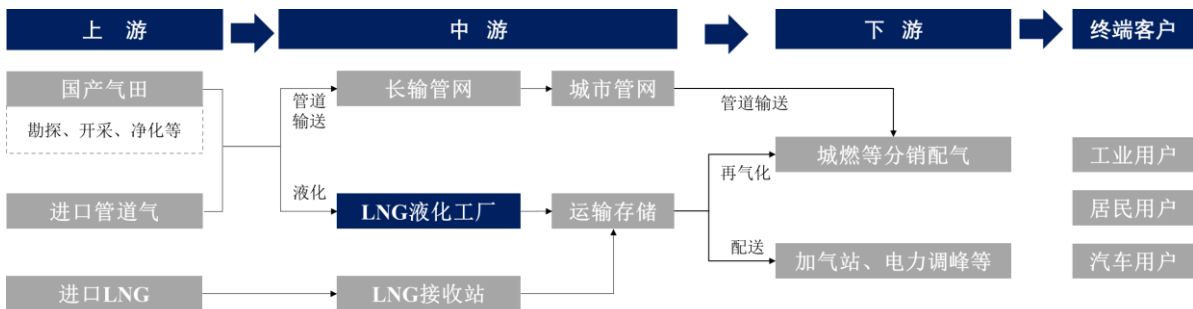 上 游
中 游
下 游
终端客户
国产气田
勘探、开采、净化等
进口管道气
进口LNG
管道
输送
液化
长输管网
城市管网
LNG液化工厂
运输存储
LNG接收站
管道输送
再气化
配送
城燃等分销配气
加气站、电力调峰等
工业用户
居民用户
汽车用户